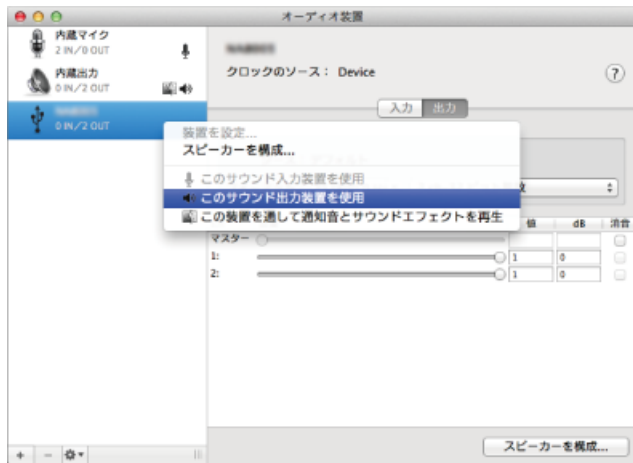 オーディオ装置
内蔵マイク
2 IN/0 OUT
内蔵出力
0 IN/2 OUT
0 IN/2 OUT
クロックのソース： Device
?
入力 出力
装置を設定...
スピーカーを構成...
このサウンド入力装置を使用
このサウンド出力装置を使用
この装置を通して通知音とサウンドエフェクトを再生
値 dB 消音
マスター
1: 1 0
2: 1 0
スピーカーを構成...